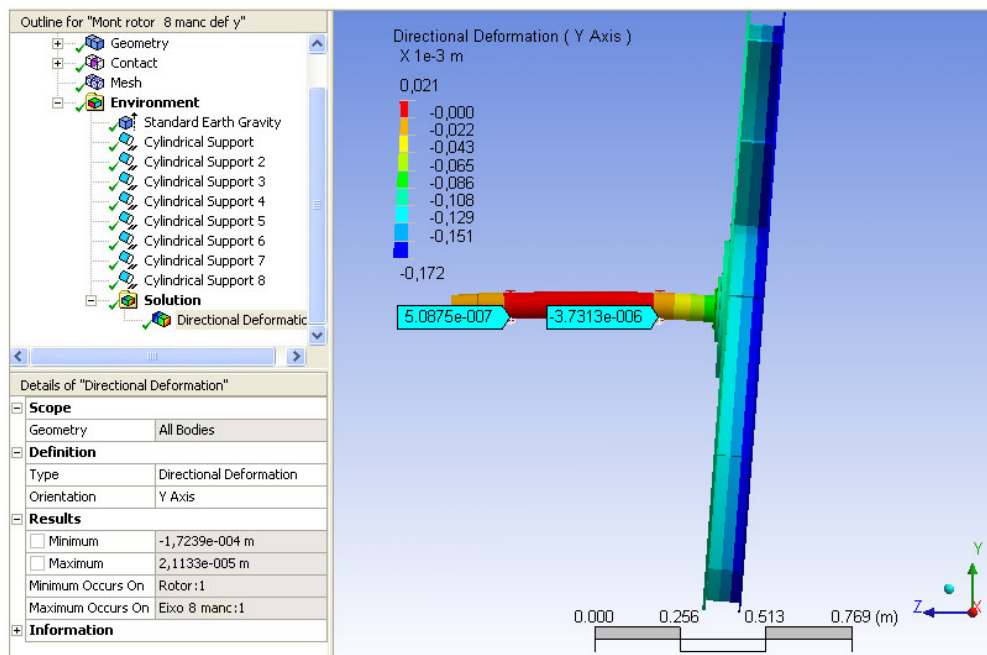 Outline for "Mont rotor 8 manc def y"
Geometry
Contact
Mesh
Environment
Standard Earth Gravity
Cylindrical Support
Cylindrical Support 2
Cylindrical Support 3
Cylindrical Support 4
Cylindrical Support 5
Cylindrical Support 6
Cylindrical Support 7
Cylindrical Support 8
Solution
Directional Deformatic
Details of "Directional Deformation"
Scope
Geometry All Bodies
Definition
Type Directional Deformation
Orientation Y Axis
Results
Minimum -1,7239e-004 m
Maximum 2,1133e-005 m
Minimum Occurs On Rotor:1
Maximum Occurs On Eixo 8 manc:1
Information
Directional Deformation ( Y Axis )
X 1e-3 m
0,021
-0,000
-0,022
-0,043
-0,065
-0,086
-0,108
-0,129
-0,151
-0,172
5.0875e-007
-3.7313e-006
Y
Z
X
0.000 0.256 0.513 0.769 (m)